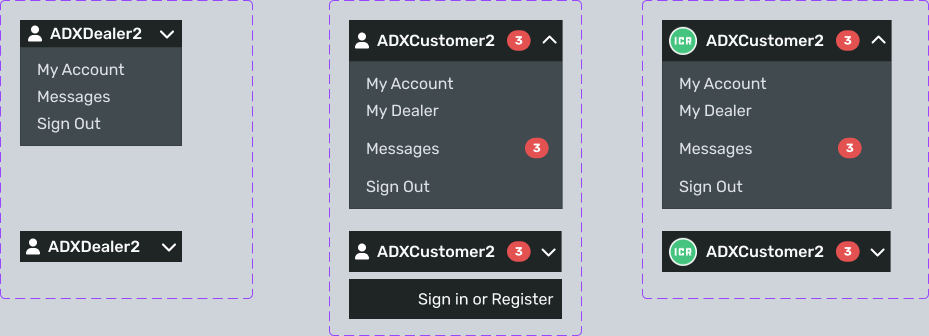 ADXDealer2
My Account
Messages
Sign Out
ADXDealer2
ADXCustomer2 3
My Account
My Dealer
Messages 3
Sign Out
ADXCustomer2 3
Sign in or Register
ICR ADXCustomer2 3
My Account
My Dealer
Messages 3
Sign Out
ICR ADXCustomer2 3